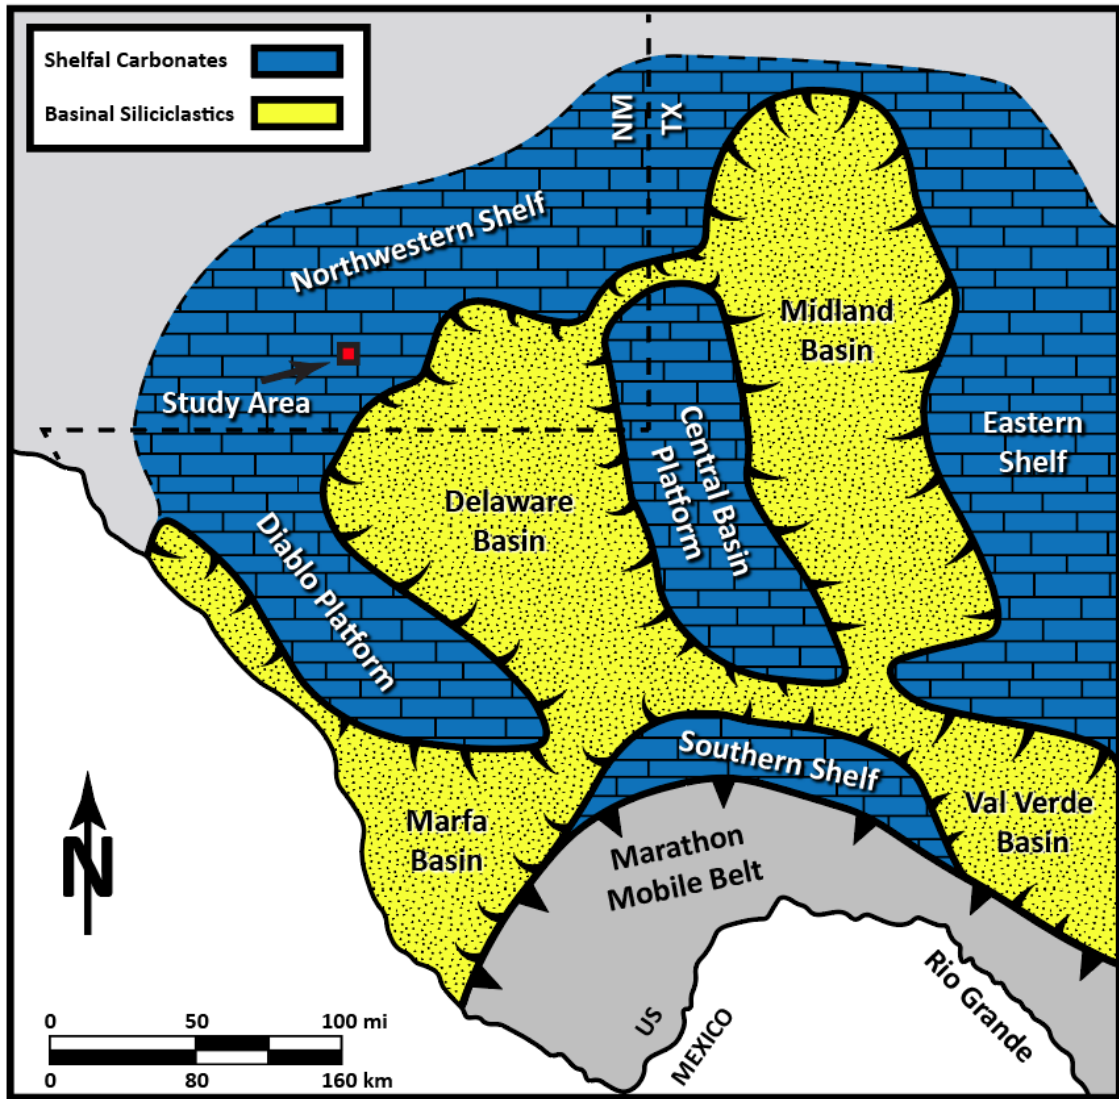 Shelfal Carbonates
Basinal Siliciclastics
NM
TX
Northwestern Shelf
Midland
Basin
Study Area
Central Basin
Platform
Eastern
Shelf
Delaware
Basin
Diablo Platform
Southern Shelf
Marfa
Basin
Val Verde
Basin
Marathon
Mobile Belt
N
Rio Grande
US
MEXICO
0 50 100 mi
0 80 160 km